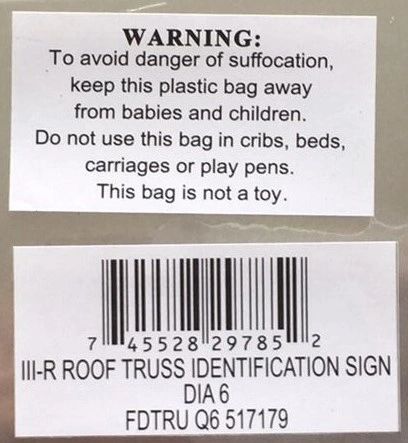 WARNING:
To avoid danger of suffocation,
keep this plastic bag away
from babies and children.
Do not use this bag in cribs, beds,
carriages or play pens.
This bag is not a toy.
7 45528 29785 2
III-R ROOF TRUSS IDENTIFICATION SIGN
DIA 6
FDTRU Q6 517179